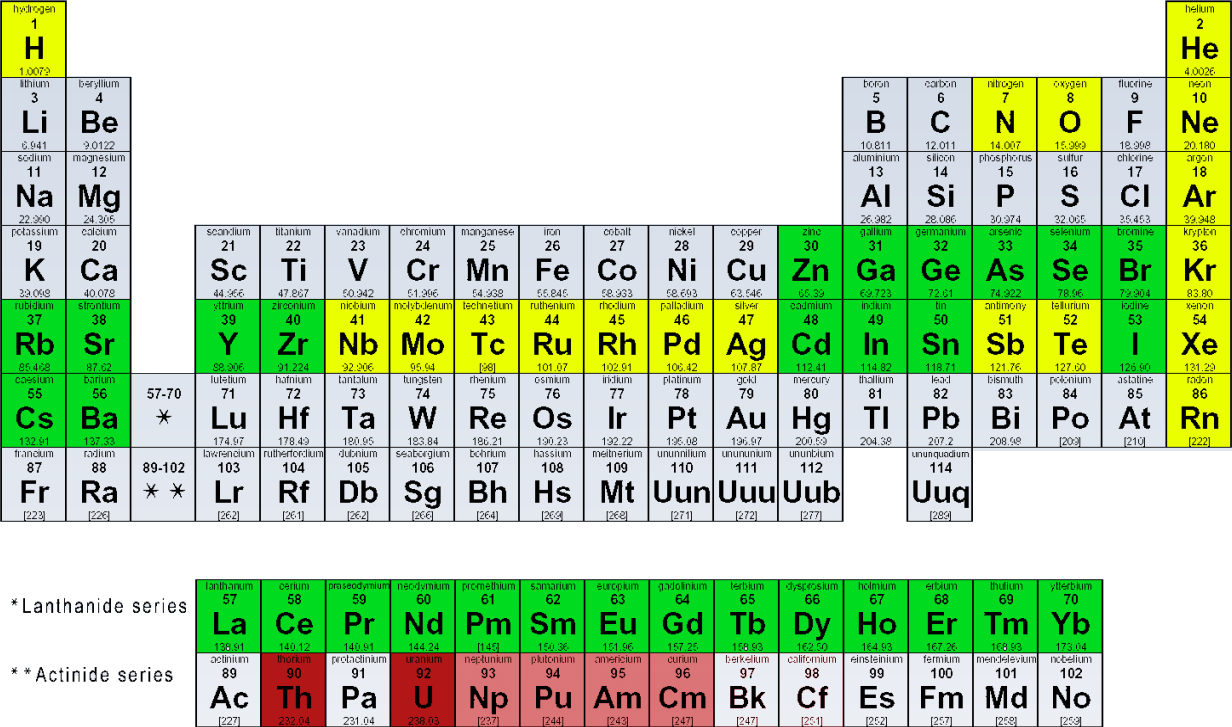 hydrogen helium
1 2
H He
1.0079 4.0026
lithium beryllium boron carbon nitrogen oxygen fluorine neon
3 4 5 6 7 8 9 10
Li Be B C N O F Ne
6.941 9.0122 10.811 12.011 14.007 15.999 18.998 20.180
sodium magnesium aluminium silicon phosphorus sulfur chlorine argon
11 12 13 14 15 16 17 18
Na Mg Al Si P S Cl Ar
22.990 24.305 26.982 28.086 30.974 32.065 35.453 39.948
potassium calcium scandium titanium vanadium chromium manganese iron cobalt nickel copper zinc gallium germanium arsenic selenium bromine krypton
19 20 21 22 23 24 25 26 27 28 29 30 31 32 33 34 35 36
K Ca Sc Ti V Cr Mn Fe Co Ni Cu Zn Ga Ge As Se Br Kr
39.098 40.078 44.956 47.867 50.942 51.996 54.938 55.845 58.933 58.693 63.546 65.39 69.723 72.61 74.922 78.96 79.904 83.80
rubidium strontium yttrium zirconium niobium molybdenum technetium ruthenium rhodium palladium silver cadmium indium tin antimony tellurium iodine xenon
37 38 39 40 41 42 43 44 45 46 47 48 49 50 51 52 53 54
Rb Sr Y Zr Nb Mo Tc Ru Rh Pd Ag Cd In Sn Sb Te I Xe
85.468 87.62 88.906 91.224 92.906 95.94 [98] 101.07 102.91 106.42 107.87 112.41 114.82 118.71 121.76 127.60 126.90 131.29
caesium barium lutetium hafnium tantalum tungsten rhenium osmium iridium platinum gold mercury thallium lead bismuth polonium astatine radon
55 56 57-70 71 72 73 74 75 76 77 78 79 80 81 82 83 84 85 86
Cs Ba * Lu Hf Ta W Re Os Ir Pt Au Hg Tl Pb Bi Po At Rn
132.91 137.33 174.97 178.49 180.95 183.84 186.21 190.23 192.22 195.08 196.97 200.59 204.38 207.2 208.98 [209] [210] [222]
francium radium lawrencium rutherfordium dubnium seaborgium bohrium hassium meitnerium ununnilium unununium ununbium ununquadium
87 88 89-102 103 104 105 106 107 108 109 110 111 112 114
Fr Ra * * Lr Rf Db Sg Bh Hs Mt Uun Uuu Uub Uuq
[223] [226] [262] [261] [262] [266] [264] [269] [268] [271] [272] [277] [289]
lanthanum cerium praseodymium neodymium promethium samarium europium gadolinium terbium dysprosium holmium erbium thulium ytterbium
57 58 59 60 61 62 63 64 65 66 67 68 69 70
*Lanthanide series La Ce Pr Nd Pm Sm Eu Gd Tb Dy Ho Er Tm Yb
138.91 140.12 140.91 144.24 [145] 150.36 151.96 157.25 158.93 162.50 164.93 167.26 168.93 173.04
actinium thorium protactinium uranium neptunium plutonium americium curium berkelium californium einsteinium fermium mendelevium nobelium
89 90 91 92 93 94 95 96 97 98 99 100 101 102
**Actinide series Ac Th Pa U Np Pu Am Cm Bk Cf Es Fm Md No
[227] 232.04 231.04 238.03 [237] [244] [243] [247] [247] [251] [252] [257] [258] [259]